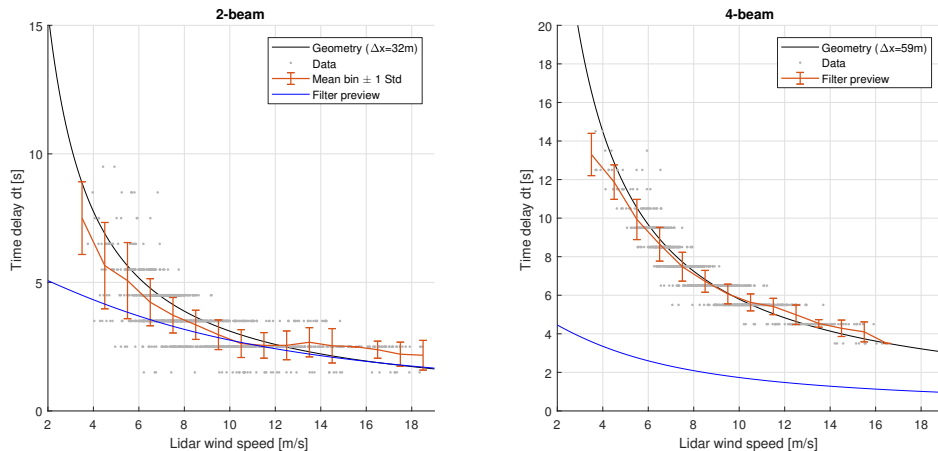 2-beam
15
10
5
0
Time delay dt [s]
Geometry (Δx=32m)
Data
Mean bin ± 1 Std
Filter preview
2 4 6 8 10 12 14 16 18
Lidar wind speed [m/s]
4-beam
20
18
16
14
12
10
8
6
4
2
0
Time delay dt [s]
Geometry (Δx=59m)
Data
Filter preview
2 4 6 8 10 12 14 16 18
Lidar wind speed [m/s]